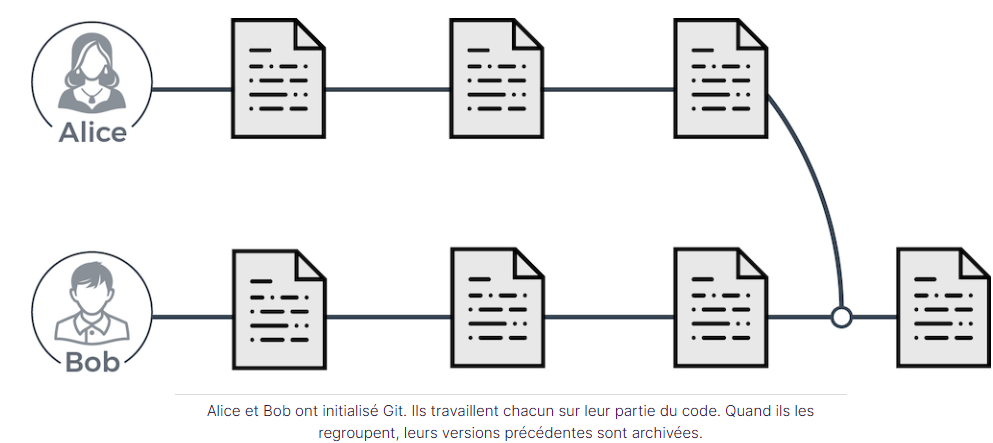 Alice
Bob
Alice et Bob ont initialisé Git. Ils travaillent chacun sur leur partie du code. Quand ils les
regroupent, leurs versions précédentes sont archivées.